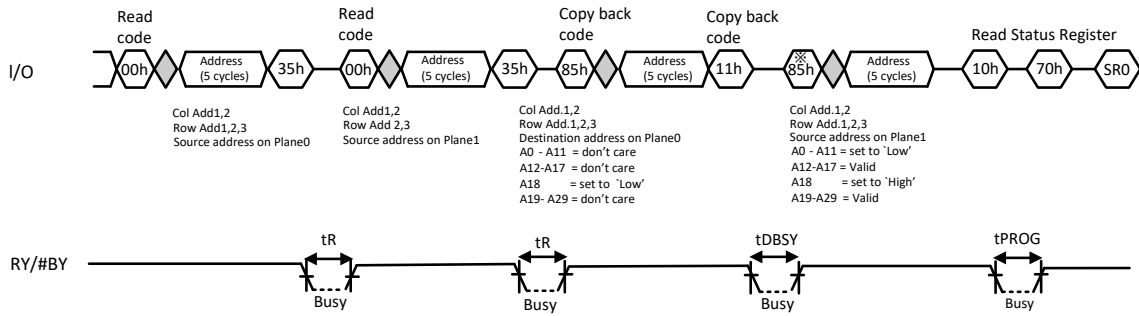 Read
code
Read
code
Copy back
code
Copy back
code
Read Status Register
I/O
00h
Address
(5 cycles)
35h
00h
Address
(5 cycles)
35h
85h
Address
(5 cycles)
11h
※
85h
Address
(5 cycles)
10h
70h
SR0
Col Add1,2
Row Add1,2,3
Source address on Plane0
Col Add1,2
Row Add 2,3
Source address on Plane1
Col Add.1,2
Row Add.1,2,3
Destination address on Plane0
A0 - A11 = don't care
A12-A17 = don't care
A18 = set to `Low'
A19- A29 = don't care
Col Add.1,2
Row Add.1,2,3
Source address on Plane1
A0 - A11 = set to `Low'
A12-A17 = Valid
A18 = set to `High'
A19-A29 = Valid
tR
tR
tDBSY
tPROG
RY/#BY
Busy
Busy
Busy
Busy